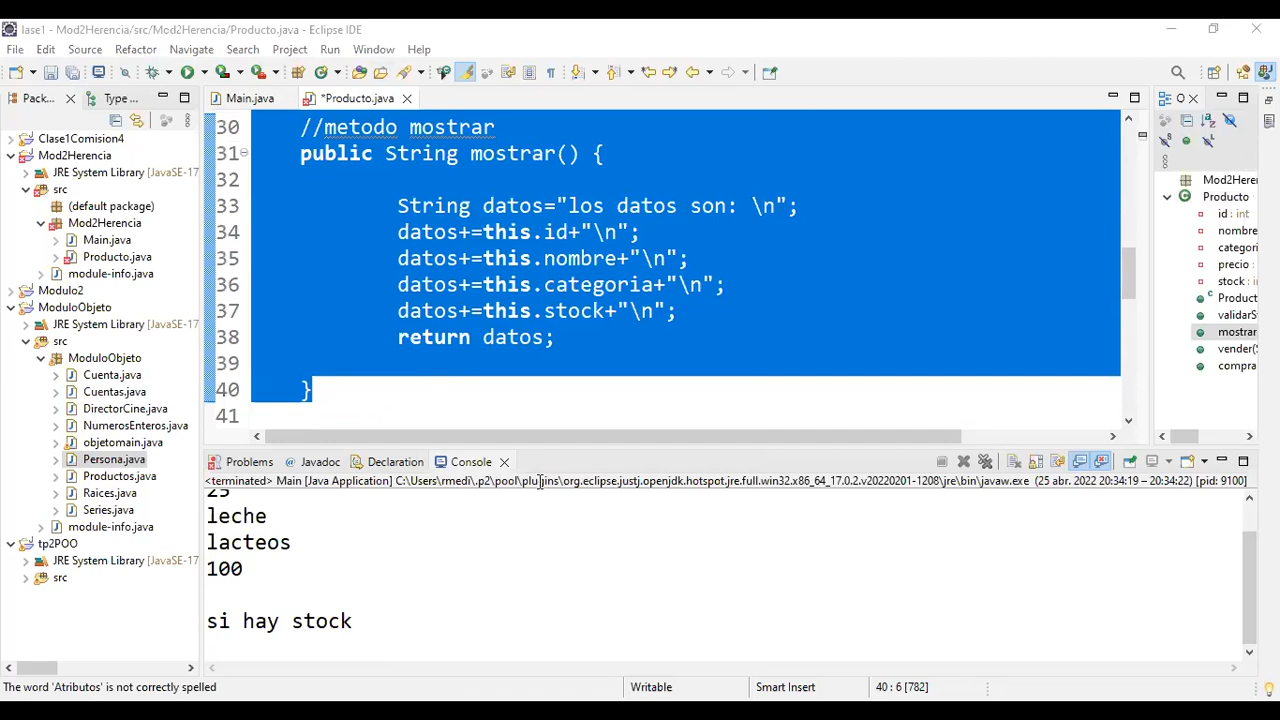 lase1 - Mod2Herencia/src/Mod2Herencia/Producto.java - Eclipse IDE
File Edit Source Refactor Navigate Search Project Run Window Help
Pack... Type ...
Main.java *Producto.java
Clase1Comision4
Mod2Herencia
JRE System Library [JavaSE-17
src
(default package)
Mod2Herencia
Main.java
Producto.java
module-info.java
Modulo2
ModuloObjeto
JRE System Library [JavaSE-17
src
ModuloObjeto
Cuenta.java
Cuentas.java
DirectorCine.java
NumerosEnteros.java
objetomain.java
Persona.java
Productos.java
Raices.java
Series.java
module-info.java
tp2POO
JRE System Library [JavaSE-17
src
30 //metodo mostrar
31 public String mostrar() {
32
33 String datos="los datos son: \n";
34 datos+=this.id+"\n";
35 datos+=this.nombre+"\n";
36 datos+=this.categoria+"\n";
37 datos+=this.stock+"\n";
38 return datos;
39
40 }
41
O
Mod2Heren
Producto
id : int
nombre
categori
precio
stock : in
Product
validarS
mostrar
vender(S
compra
Problems Javadoc Declaration Console
<terminated> Main [Java Application] C:\Users\rmedi\.p2\pool\plugins\org.eclipse.justj.openjdk.hotspot.jre.full.win32.x86_64_17.0.2.v20220201-1208\jre\bin\javaw.exe (25 abr. 2022 20:34:19 – 20:34:22) [pid: 9100]
25
leche
lacteos
100
si hay stock
The word 'Atributos' is not correctly spelled Writable Smart Insert 40 : 6 [782]